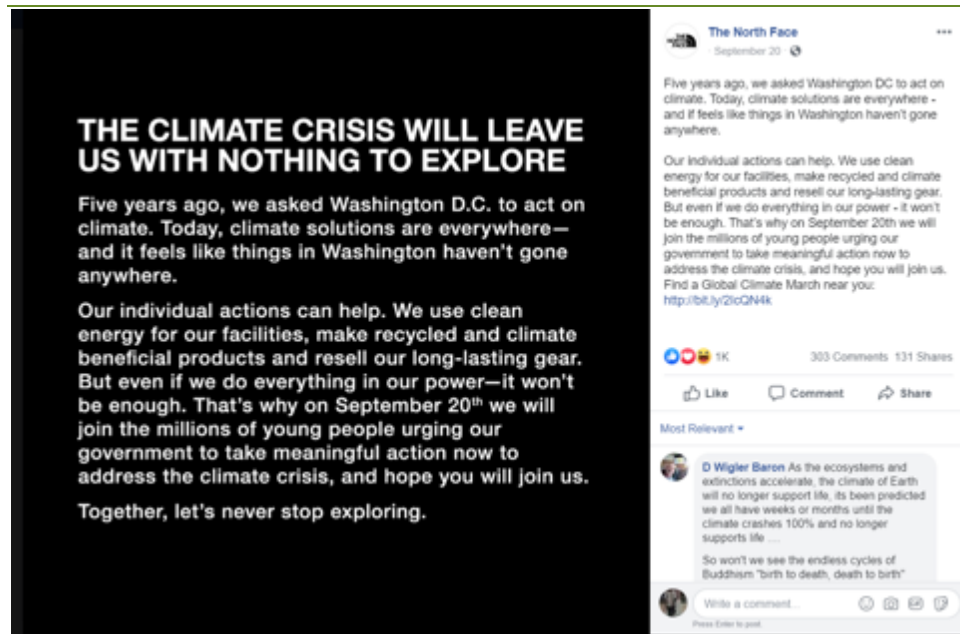 THE CLIMATE CRISIS WILL LEAVE
US WITH NOTHING TO EXPLORE
Five years ago, we asked Washington D.C. to act on
climate. Today, climate solutions are everywhere—
and it feels like things in Washington haven't gone
anywhere.
Our individual actions can help. We use clean
energy for our facilities, make recycled and climate
beneficial products and resell our long-lasting gear.
But even if we do everything in our power—it won't
be enough. That's why on September 20th we will
join the millions of young people urging our
government to take meaningful action now to
address the climate crisis, and hope you will join us.
Together, let's never stop exploring.
THE
NORTH
FACE
The North Face
September 20
Five years ago, we asked Washington DC to act on
climate. Today, climate solutions are everywhere -
and if feels like things in Washington haven't gone
anywhere.
Our individual actions can help. We use clean
energy for our facilities, make recycled and climate
beneficial products and resell our long-lasting gear.
But even if we do everything in our power - it won't
be enough. That's why on September 20th we will
join the millions of young people urging our
government to take meaningful action now to
address the climate crisis, and hope you will join us.
Find a Global Climate March near you:
http://bit.ly/2lcQN4k
1K 303 Comments 131 Shares
Like Comment Share
Most Relevant
D Wigler Baron As the ecosystems and
extinctions accelerate, the climate of Earth
will no longer support life, its been predicted
we all have weeks or months until the
climate crashes 100% and no longer
supports life ....
So won't we see the endless cycles of
Buddhism "birth to death, death to birth"
Write a comment...
GIF
Press Enter to post.